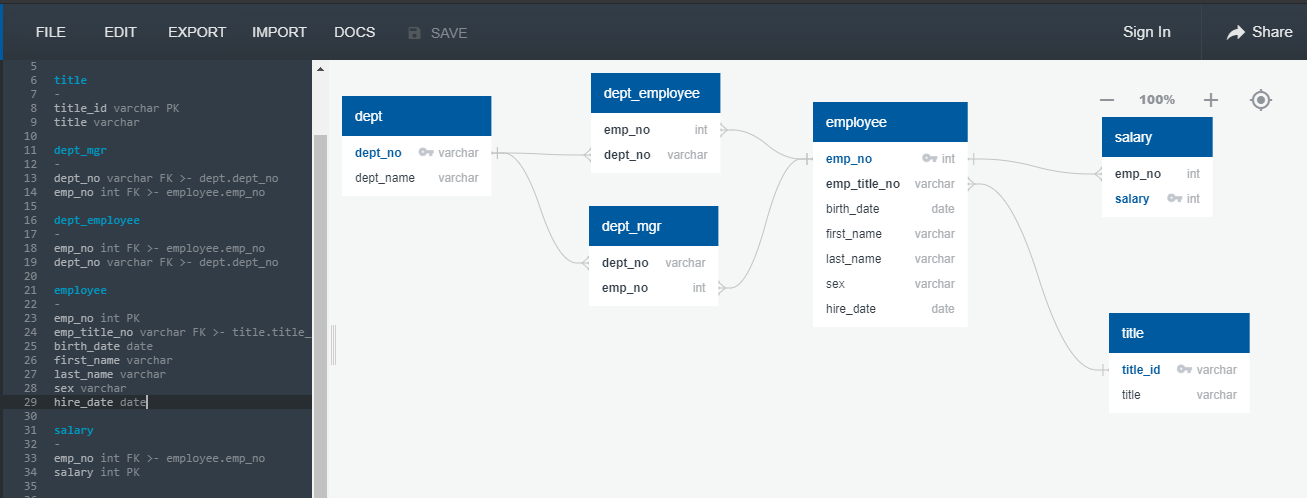 FILE EDIT EXPORT IMPORT DOCS SAVE Sign In Share
5
6 title
7 -
8 title_id varchar PK
9 title varchar
10
11 dept_mgr
12 -
13 dept_no varchar FK >- dept.dept_no
14 emp_no int FK >- employee.emp_no
15
16 dept_employee
17 -
18 emp_no int FK >- employee.emp_no
19 dept_no varchar FK >- dept.dept_no
20
21 employee
22 -
23 emp_no int PK
24 emp_title_no varchar FK >- title.title_
25 birth_date date
26 first_name varchar
27 last_name varchar
28 sex varchar
29 hire_date date
30
31 salary
32 -
33 emp_no int FK >- employee.emp_no
34 salary int PK
35
dept
dept_no varchar
dept_name varchar
dept_employee
emp_no int
dept_no varchar
dept_mgr
dept_no varchar
emp_no int
employee
emp_no int
emp_title_no varchar
birth_date date
first_name varchar
last_name varchar
sex varchar
hire_date date
100%
salary
emp_no int
salary int
title
title_id varchar
title varchar